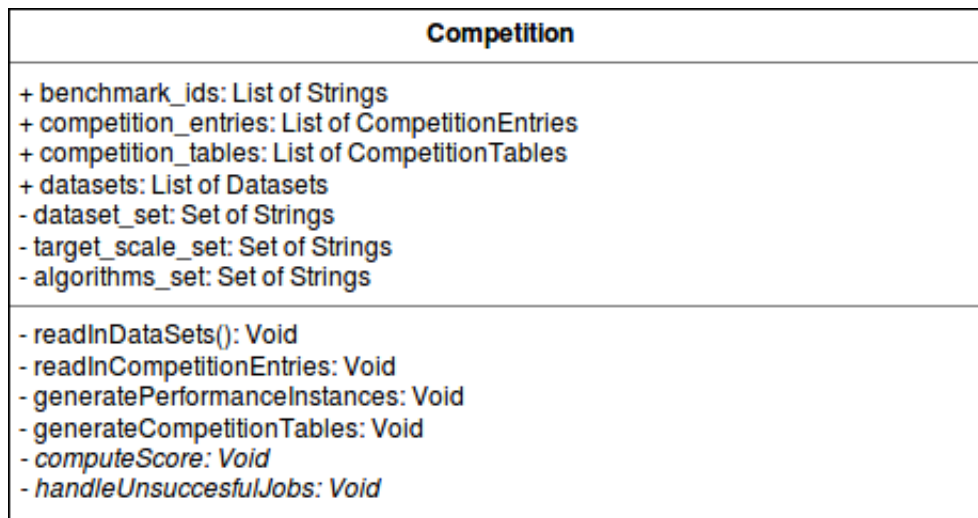 Competition
+ benchmark_ids: List of Strings
+ competition_entries: List of CompetitionEntries
+ competition_tables: List of CompetitionTables
+ datasets: List of Datasets
- dataset_set: Set of Strings
- target_scale_set: Set of Strings
- algorithms_set: Set of Strings
- readInDataSets(): Void
- readInCompetitionEntries: Void
- generatePerformanceInstances: Void
- generateCompetitionTables: Void
- computeScore: Void
- handleUnsuccesfulJobs: Void